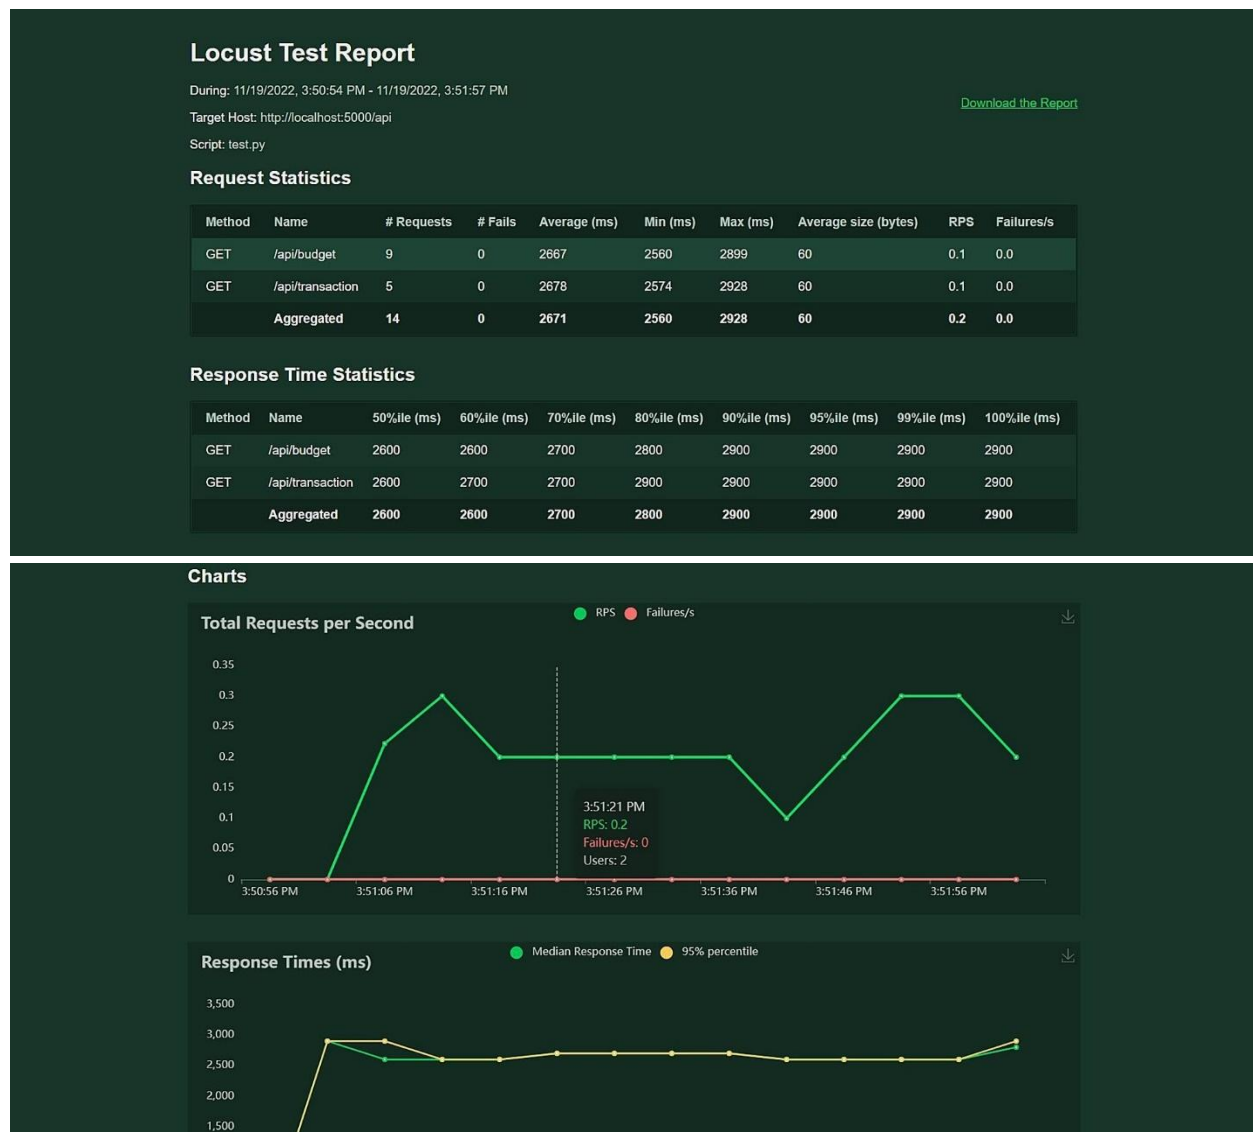 Locust Test Report
During: 11/19/2022, 3:50:54 PM - 11/19/2022, 3:51:57 PM
Download the Report
Target Host: http://localhost:5000/api
Script: test.py
Request Statistics
Method Name # Requests # Fails Average (ms) Min (ms) Max (ms) Average size (bytes) RPS Failures/s
GET /api/budget 9 0 2667 2560 2899 60 0.1 0.0
GET /api/transaction 5 0 2678 2574 2928 60 0.1 0.0
Aggregated 14 0 2671 2560 2928 60 0.2 0.0
Response Time Statistics
Method Name 50%ile (ms) 60%ile (ms) 70%ile (ms) 80%ile (ms) 90%ile (ms) 95%ile (ms) 99%ile (ms) 100%ile (ms)
GET /api/budget 2600 2600 2700 2800 2900 2900 2900 2900
GET /api/transaction 2600 2700 2700 2900 2900 2900 2900 2900
Aggregated 2600 2600 2700 2800 2900 2900 2900 2900
Charts
Total Requests per Second
RPS Failures/s
0.35
0.3
0.25
0.2
0.15
0.1
0.05
0
3:51:21 PM
RPS: 0.2
Failures/s: 0
Users: 2
3:50:56 PM 3:51:06 PM 3:51:16 PM 3:51:26 PM 3:51:36 PM 3:51:46 PM 3:51:56 PM
Response Times (ms)
Median Response Time 95% percentile
3,500
3,000
2,500
2,000
1,500